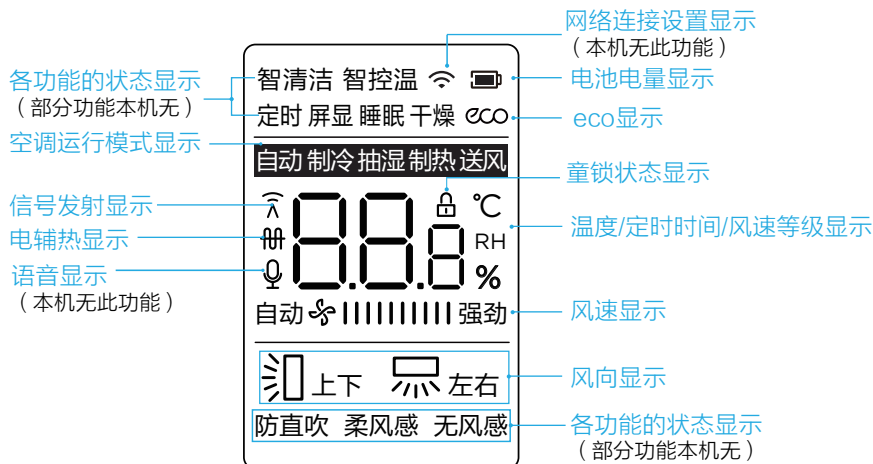 网络连接设置显示
（本机无此功能）
各功能的状态显示
（部分功能本机无）
智清洁 智控温
电池电量显示
定时 屏显 睡眠 干燥 eco
eco显示
空调运行模式显示
自动 制冷 抽湿 制热 送风
童锁状态显示
信号发射显示
℃
电辅热显示
88.8
RH
温度/定时时间/风速等级显示
语音显示
（本机无此功能）
%
自动 强劲
风速显示
上下 左右
风向显示
防直吹 柔风感 无风感
各功能的状态显示
（部分功能本机无）